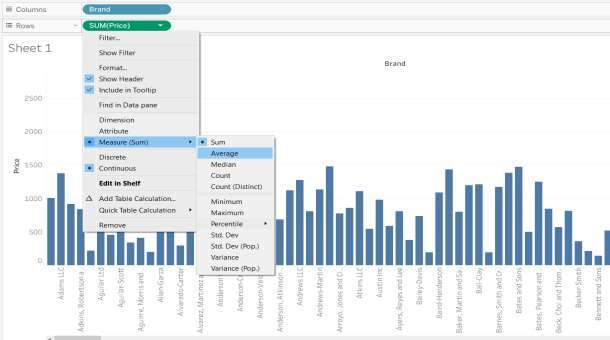 Columns
Brand
Rows
SUM(Price)
Sheet 1
Filter...
Show Filter
Format...
Show Header
Include in Tooltip
Find in Data pane
Dimension
Attribute
Measure (Sum)
Discrete
Continuous
Edit in Shelf
Add Table Calculation...
Quick Table Calculation
Remove
Sum
Average
Median
Count
Count (Distinct)
Minimum
Maximum
Percentile
Std. Dev
Std. Dev (Pop.)
Variance
Variance (Pop.)
Brand
Price
2500
2000
1500
1000
500
0
Adams LLC
Adkins, Robertson a
Aguilar Ltd
Aguilar-Scott
Aguirre, Morris and
Allen-Garza
Alvarado-Carter
Alvarez, Martinez a
Anderson
Anderson-C
Anderson-Vela
Anderson, Atkinson
Andrews LLC
Andrews-Martin
Arroyo, Jones and Cl
Atkins LLC
Austin Inc
Ayers, Reyes and Lee
Bailey-Davis
Baird-Henderson
Baker, Martin and Sa
Ball-Clay
Barnes, Smith and Cr
Bates and Sons
Bates, Pearson and
Beck, Choi and Thom
Becker-Smith
Bennett and Sons